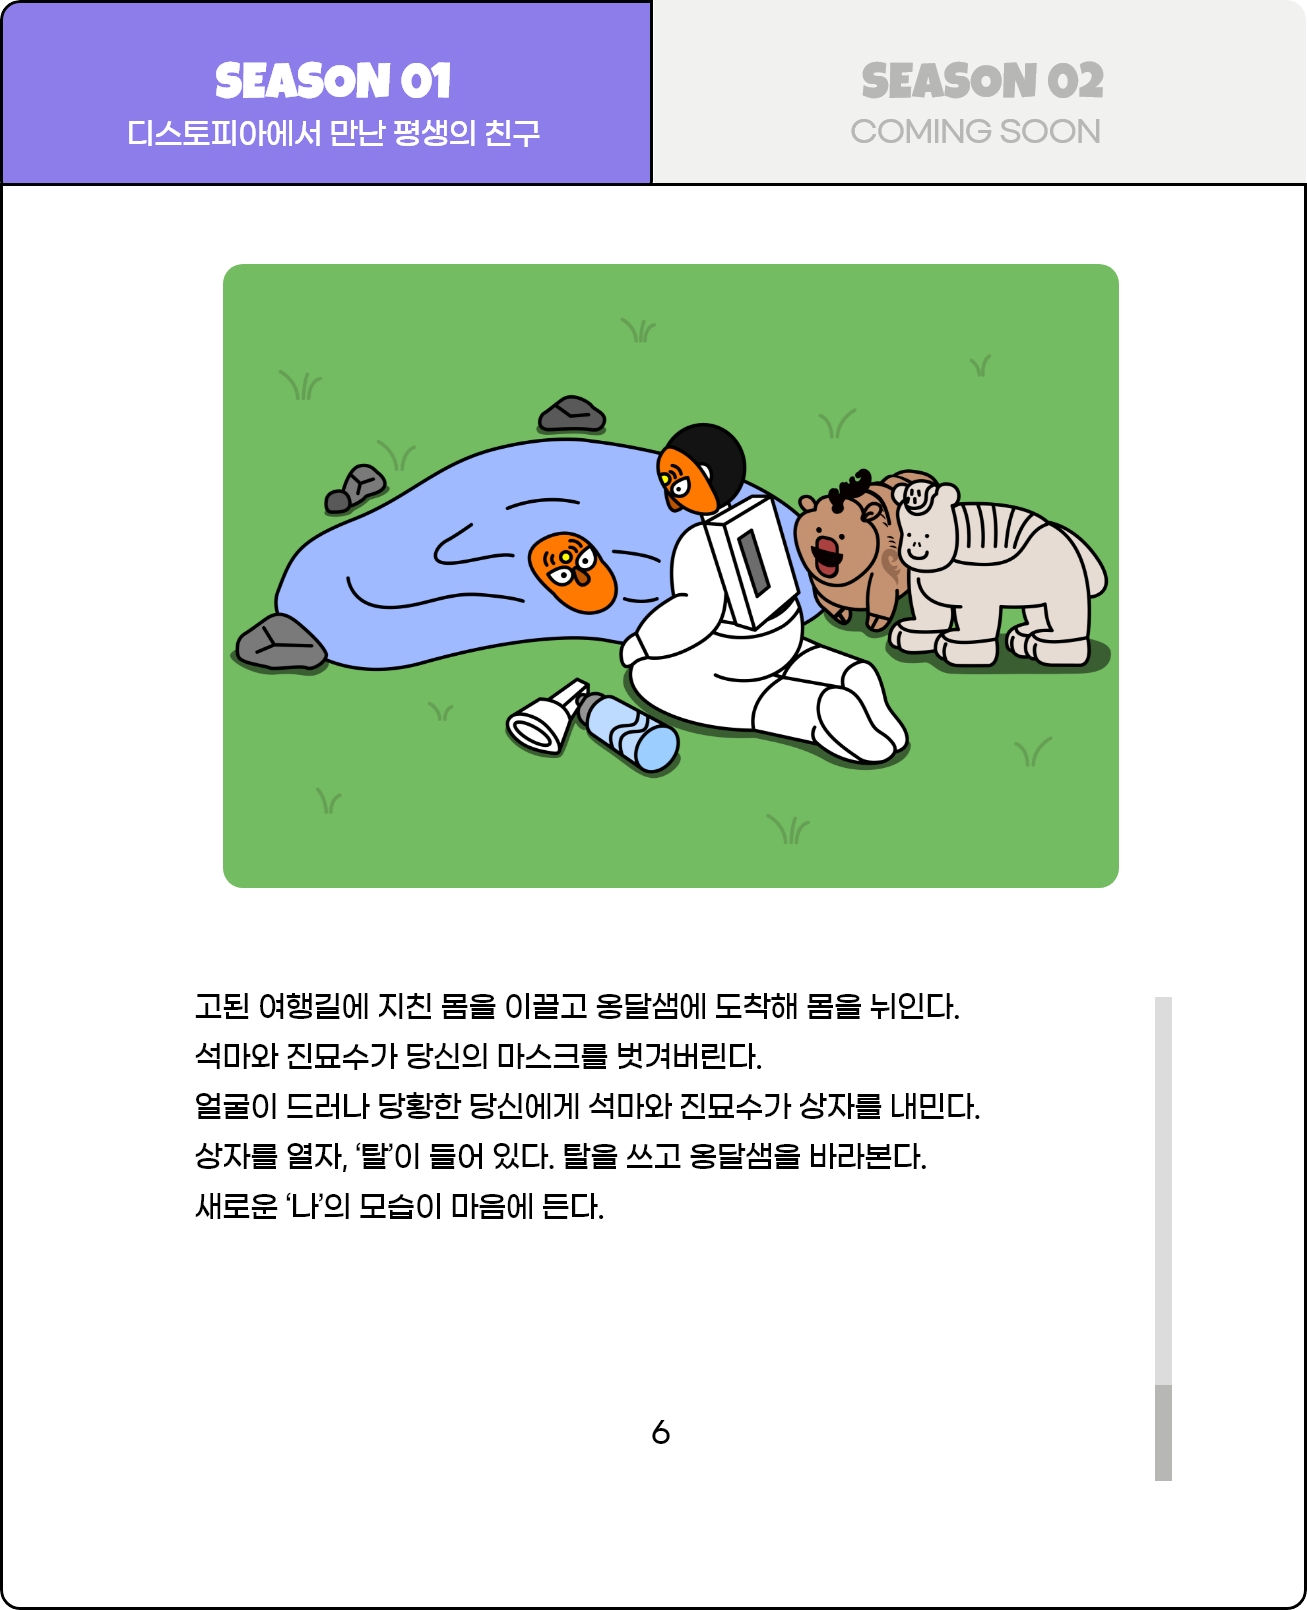 SEASON 01
디스토피아에서 만난 평생의 친구
SEASON 02
COMING SOON
고된 여행길에 지친 몸을 이끌고 옹달샘에 도착해 몸을 뉘인다.
석마와 진묘수가 당신의 마스크를 벗겨버린다.
얼굴이 드러나 당황한 당신에게 석마와 진묘수가 상자를 내민다.
상자를 열자, ‘탈’이 들어 있다. 탈을 쓰고 옹달샘을 바라본다.
새로운 ‘나’의 모습이 마음에 든다.
6